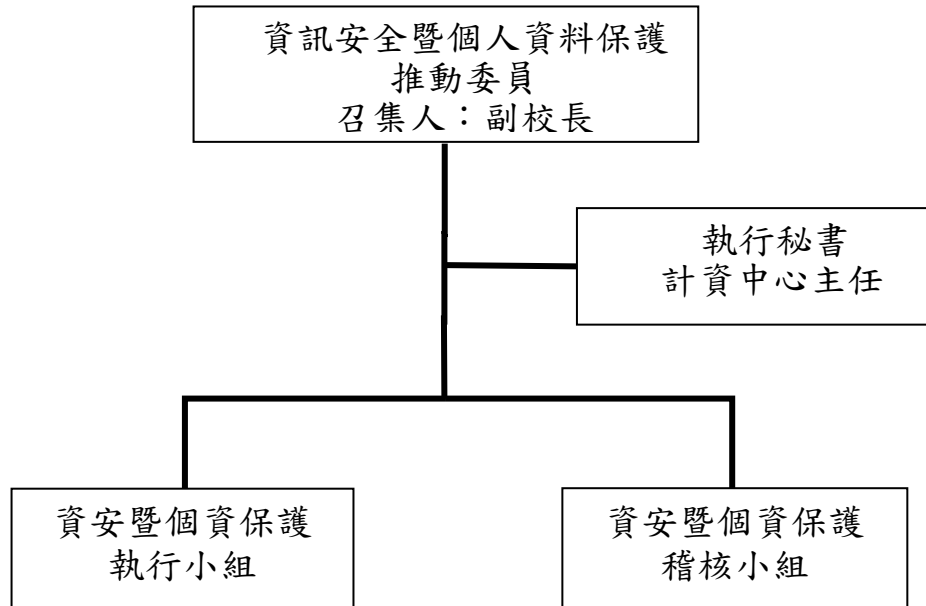 資訊安全暨個人資料保護
推動委員
召集人：副校長
執行秘書
計資中心主任
資安暨個資保護
執行小組
資安暨個資保護
稽核小組